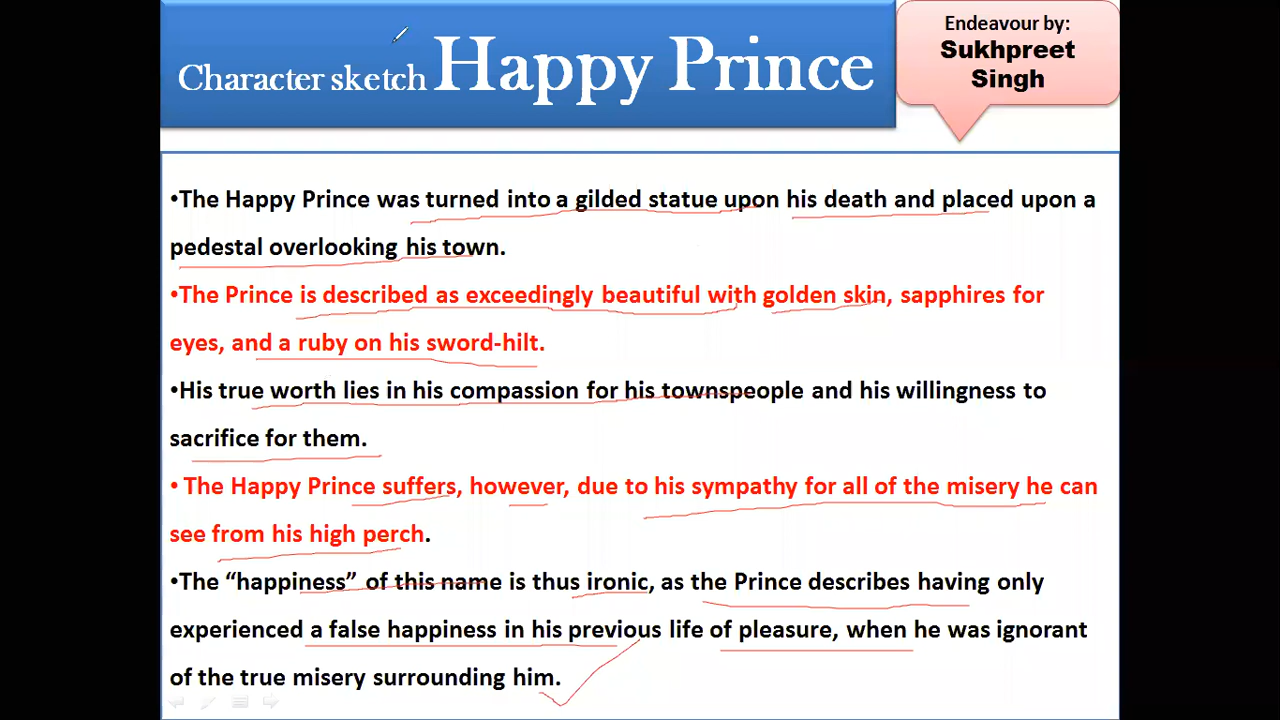 Character sketch Happy Prince
Endeavour by:
Sukhpreet
Singh
•The Happy Prince was turned into a gilded statue upon his death and placed upon a
pedestal overlooking his town.
•The Prince is described as exceedingly beautiful with golden skin, sapphires for
eyes, and a ruby on his sword-hilt.
•His true worth lies in his compassion for his townspeople and his willingness to
sacrifice for them.
• The Happy Prince suffers, however, due to his sympathy for all of the misery he can
see from his high perch.
•The “happiness” of this name is thus ironic, as the Prince describes having only
experienced a false happiness in his previous life of pleasure, when he was ignorant
of the true misery surrounding him.